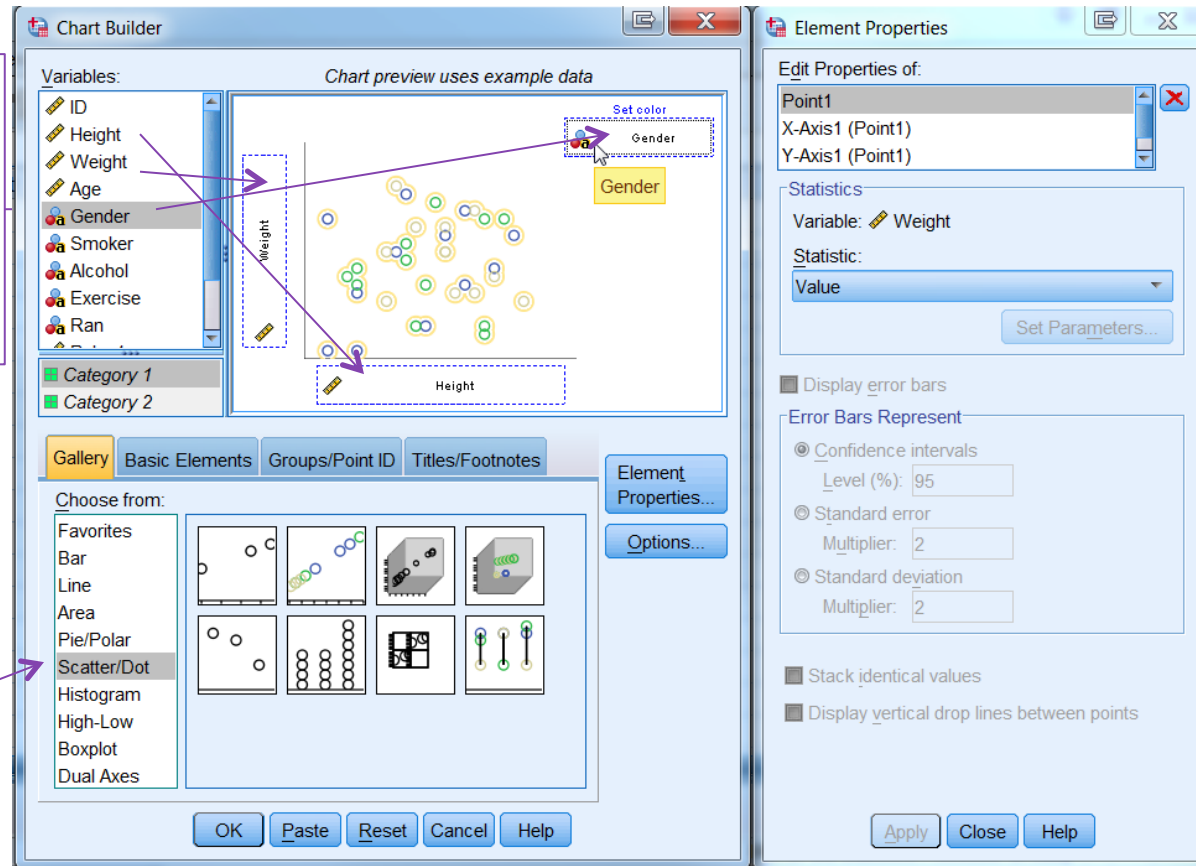 Chart Builder
Variables:
Chart preview uses example data
ID
Height
Weight
Age
Gender
Smoker
Alcohol
Exercise
Ran
Category 1
Category 2
Set color
Gender
Gender
Weight
Height
Gallery
Basic Elements
Groups/Point ID
Titles/Footnotes
Element
Properties...
Options...
Choose from:
Favorites
Bar
Line
Area
Pie/Polar
Scatter/Dot
Histogram
High-Low
Boxplot
Dual Axes
OK
Paste
Reset
Cancel
Help
Element Properties
Edit Properties of:
Point1
X-Axis1 (Point1)
Y-Axis1 (Point1)
Statistics
Variable: Weight
Statistic:
Value
Set Parameters...
Display error bars
Error Bars Represent
Confidence intervals
Level (%): 95
Standard error
Multiplier: 2
Standard deviation
Multiplier: 2
Stack identical values
Display vertical drop lines between points
Apply
Close
Help